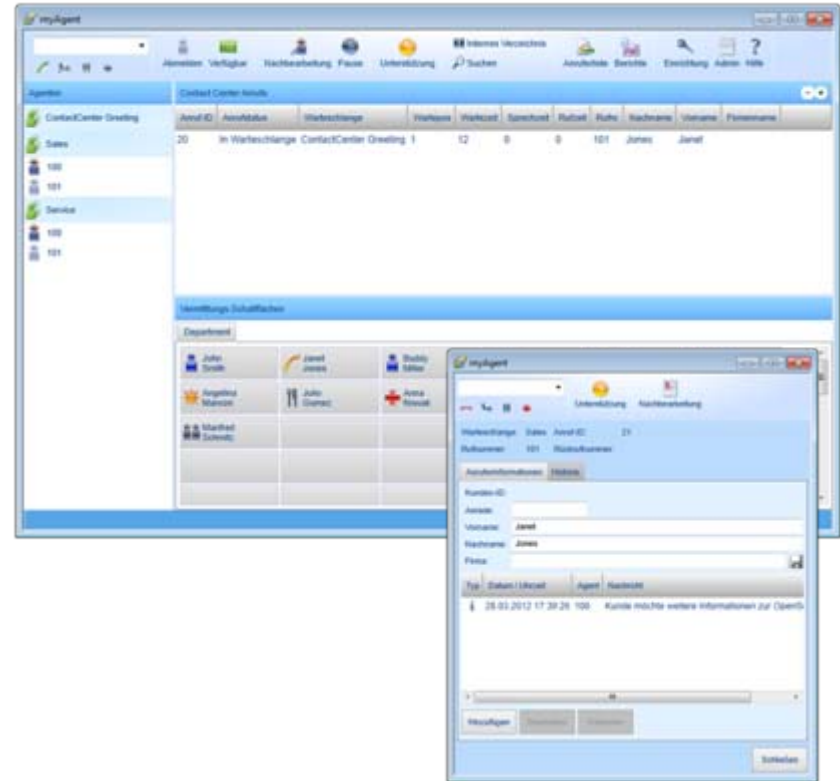 myAgent
Abmelden Verfügbar Nachbearbeitung Pause Unterstützung Internes Verzeichnis Suchen Anrufliste Berichte Einrichtung Admin Hilfe
Agenten
Contact Center Anrufe
Anruf ID Anrufstatus Warteschlange Wartezeit Sprechzeit Rufzeit Nachname Vorname Firmenname
20 In Warteschlange ContactCenter Greeting 1 12 0 0 101 Jones Janet
ContactCenter Greeting
Sales
100
101
Service
100
101
Vermittlungs-Schaltflächen
Department
John Smith
Janet Jones
Buddy Miller
Angelina
Julio Gomez
Anna Nowak
Manfred Schmitz
myAgent
Unterstützung Nachbearbeitung
Warteschlange Sales Anruf-ID 21
Rufnummer 101 Rückrufnummer
Anruferinformationen Historie
Kunden-ID:
Anrede:
Vorname: Janet
Nachname: Jones
Firma:
Typ Datum / Uhrzeit Agent Nachricht
28.03.2012 17:39:26 100 Kunde möchte weitere Informationen zur OpenS
Hinzufügen
Schließen